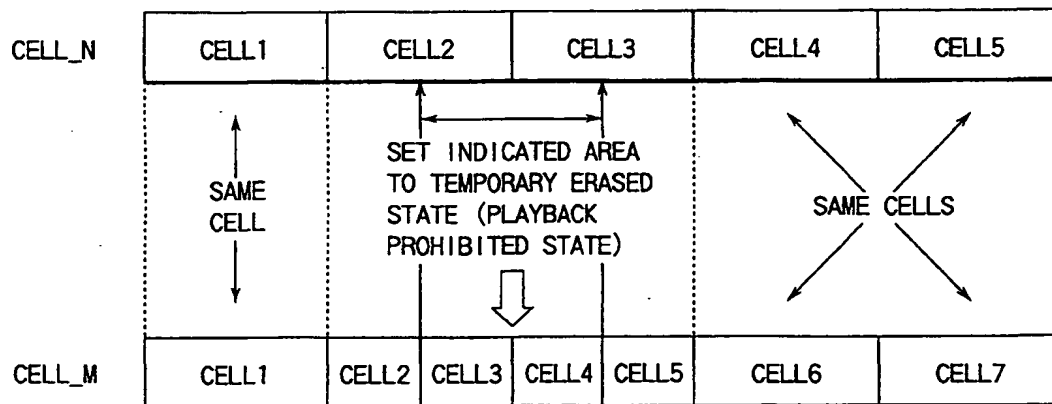 CELL_N CELL1 CELL2 CELL3 CELL4 CELL5
SAME
CELL
SET INDICATED AREA
TO TEMPORARY ERASED
STATE (PLAYBACK
PROHIBITED STATE)
SAME CELLS
CELL_M CELL1 CELL2 CELL3 CELL4 CELL5 CELL6 CELL7